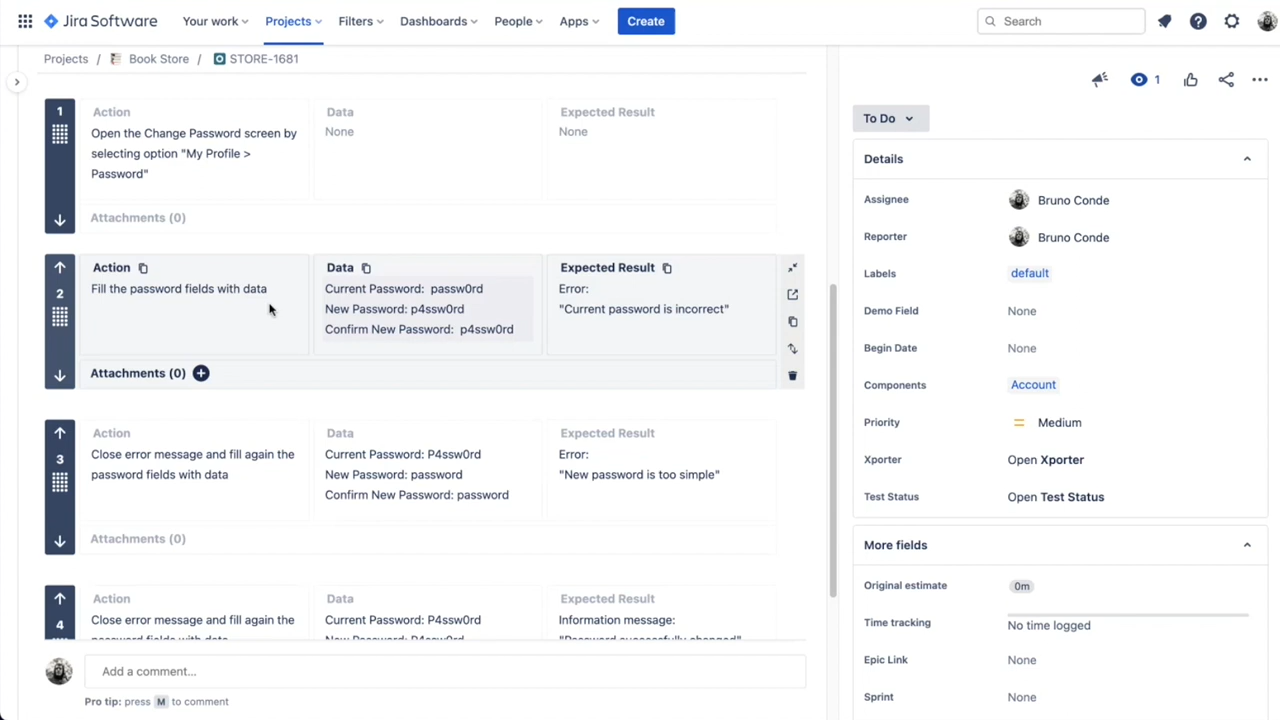 Jira Software
Your work
Projects
Filters
Dashboards
People
Apps
Create
Search
Projects / Book Store / STORE-1681
1
Action
Open the Change Password screen by
selecting option "My Profile >
Password"
Data
None
Expected Result
None
Attachments (0)
2
Action
Fill the password fields with data
Data
Current Password: passw0rd
New Password: p4ssw0rd
Confirm New Password: p4ssw0rd
Expected Result
Error:
"Current password is incorrect"
Attachments (0)
3
Action
Close error message and fill again the
password fields with data
Data
Current Password: P4ssw0rd
New Password: password
Confirm New Password: password
Expected Result
Error:
"New password is too simple"
Attachments (0)
4
Action
Close error message and fill again the
password fields with data
Data
Current Password: P4ssw0rd
New Password: P4ssw0rd
Expected Result
Information message:
"Password successfully changed"
Add a comment...
Pro tip: press M to comment
1
To Do
Details
Assignee Bruno Conde
Reporter Bruno Conde
Labels default
Demo Field None
Begin Date None
Components Account
Priority Medium
Xporter Open Xporter
Test Status Open Test Status
More fields
Original estimate 0m
Time tracking No time logged
Epic Link None
Sprint None